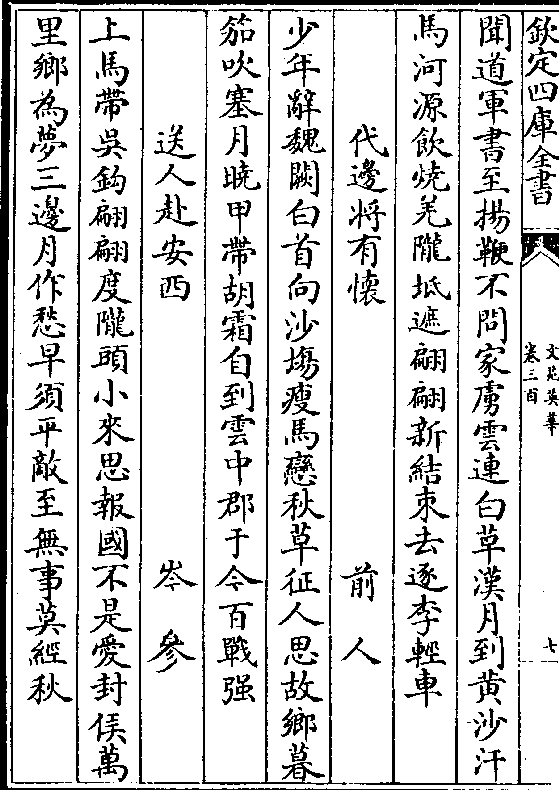 欽定四庫全書
文苑英華
卷三百
七
聞道軍書至揚鞭不問家虜雲連白草漢月到黄沙汗
馬河源飲燒羌隴坻遮翩翩新結束去逐李輕車
代邊將有懷 前人
少年辭魏闕白首向沙塲瘦馬戀秋草征人思故鄉暮
笳吹塞月曉甲帶胡霜自到雲中郡于今百戰强
送人赴安西 岑參
上馬帶吳鈎翩翩度隴頭小來思報國不是愛封侯萬
里鄉為夢三邊月作愁早須平敵至無事莫經秋